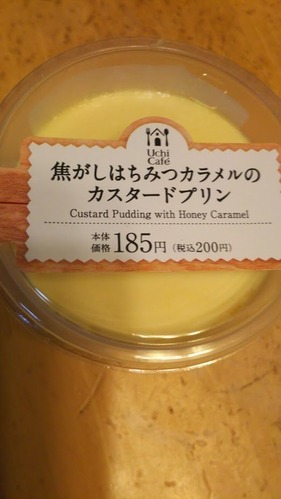 Uchi
Café
焦がしはちみつカラメルの
カスタードプリン
Custard Pudding with Honey Caramel
本体
価格 185円 (税込200円)